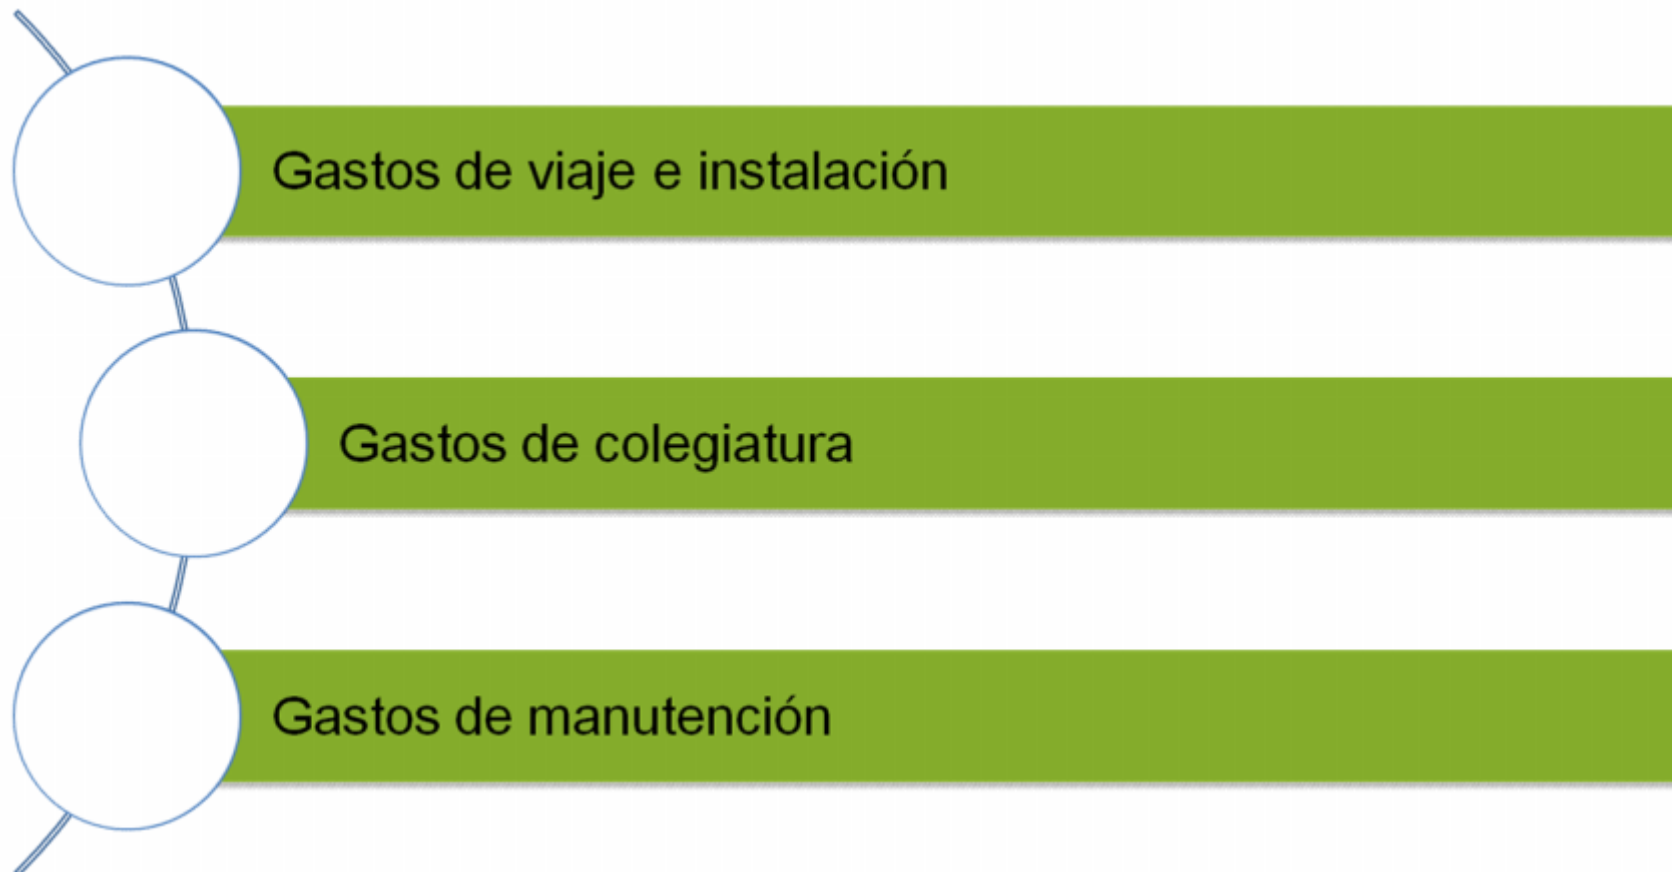 Gastos de viaje e instalación
Gastos de colegiatura
Gastos de manutención